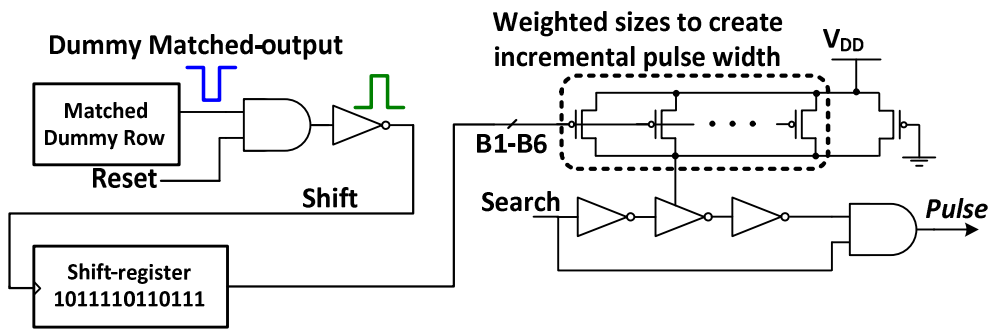 Weighted sizes to create
incremental pulse width
Dummy Matched-output
V_DD
Matched
Dummy Row
B1-B6
Reset
Shift
Search
Pulse
Shift-register
1011110110111